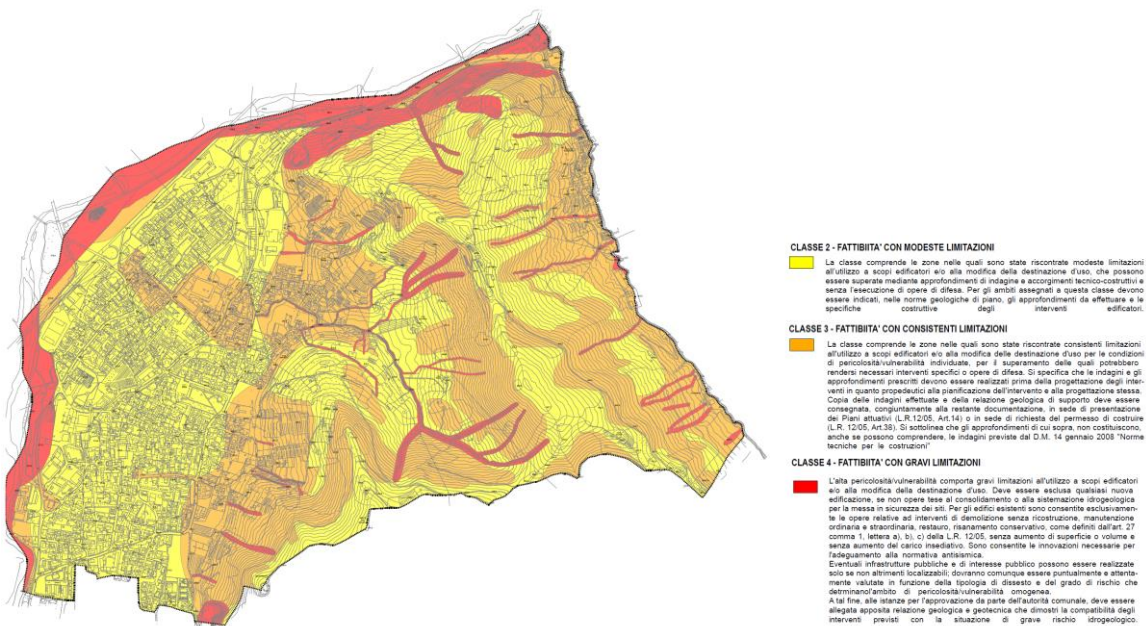 CLASSE 2 - FATTIBIITA' CON MODESTE LIMITAZIONI
La classe comprende le zone nelle quali sono state riscontrate modeste limitazioni
all'utilizzo a scopi edificatori e/o alla modifica della destinazione d'uso, che possono
essere superate mediante approfondimenti di indagine e accorgimenti tecnico-costruttivi e
senza l'esecuzione di opere di difesa. Per gli ambiti assegnati a questa classe devono
essere indicati, nelle norme geologiche di piano, gli approfondimenti da effettuare e le
specifiche costruttive degli interventi edificatori.
CLASSE 3 - FATTIBIITA' CON CONSISTENTI LIMITAZIONI
La classe comprende le zone nelle quali sono state riscontrate consistenti limitazioni
all'utilizzo a scopi edificatori e/o alla modifica delle destinazione d'uso per le condizioni
di pericolosità/vulnerabilità individuate, per il superamento delle quali potrebbero
rendersi necessari interventi specifici o opere di difesa. Si specifica che le indagini e gli
approfondimenti prescritti devono essere realizzati prima della progettazione degli inter-
venti in quanto propedeutici alla pianificazione dell'intervento e alla progettazione stessa.
Copia delle indagini effettuate e della relazione geologica di supporto deve essere
consegnata, congiuntamente alla restante documentazione, in sede di presentazione
dei Piani attuativi (L.R.12/05, Art.14) o in sede di richiesta del permesso di costruire
(L.R. 12/05, Art.38). Si sottolinea che gli approfondimenti di cui sopra, non costituiscono,
anche se possono comprendere, le indagini previste dal D.M. 14 gennaio 2008 "Norme
tecniche per le costruzioni"
CLASSE 4 - FATTIBIITA' CON GRAVI LIMITAZIONI
L'alta pericolosità/vulnerabilità comporta gravi limitazioni all'utilizzo a scopi edificatori
e/o alla modifica della destinazione d'uso. Deve essere esclusa qualsiasi nuova
edificazione, se non opere tese al consolidamento o alla sistemazione idrogeologica
per la messa in sicurezza dei siti. Per gli edifici esistenti sono consentite esclusivamen-
te le opere relative ad interventi di demolizione senza ricostruzione, manutenzione
ordinaria e straordinaria, restauro, risanamento conservativo, come definiti dall'art. 27
comma 1, lettera a), b), c) della L.R. 12/05, senza aumento di superficie o volume e
senza aumento del carico insediativo. Sono consentite le innovazioni necessarie per
l'adeguamento alla normativa antisismica.
Eventuali infrastrutture pubbliche e di interesse pubblico possono essere realizzate
solo se non altrimenti localizzabili; dovranno comunque essere puntualmente e attenta-
mente valutate in funzione della tipologia di dissesto e del grado di rischio che
detrminanol'ambito di pericolosità/vulnerabilità omogenea.
A tal fine, alle istanze per l'approvazione da parte dell'autorità comunale, deve essere
allegata apposita relazione geologica e geotecnica che dimostri la compatibilità degli
interventi previsti con la situazione di grave rischio idrogeologico.